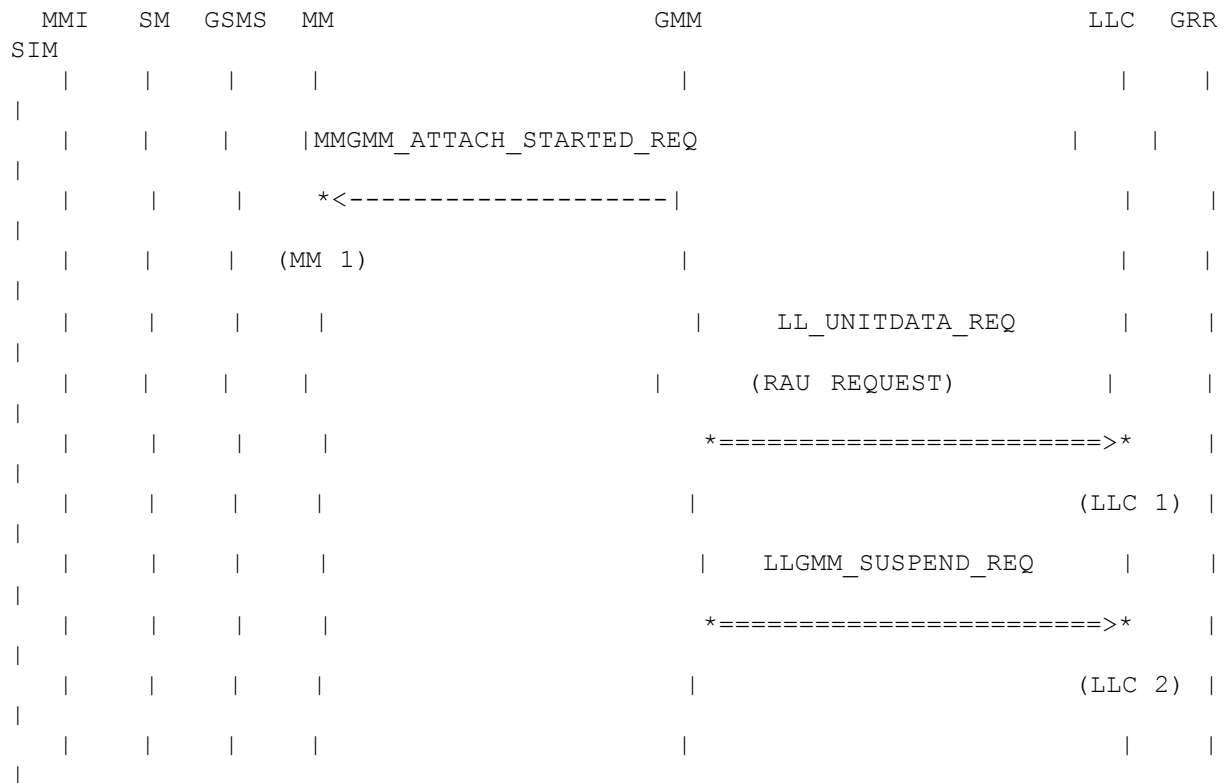 MMI SM GSMS MM GMM LLC GRR
SIM
| | | | | | |
|
| | | |MMGMM_ATTACH_STARTED_REQ | |
|
| | | *<--------------------| | |
|
| | | (MM 1) | | |
|
| | | | | LL_UNITDATA_REQ | |
|
| | | | | (RAU REQUEST) | |
|
| | | | *========================>* |
|
| | | | | (LLC 1) |
|
| | | | | LLGMM_SUSPEND_REQ | |
|
| | | | *========================>* |
|
| | | | | (LLC 2) |
|
| | | | | | |
|